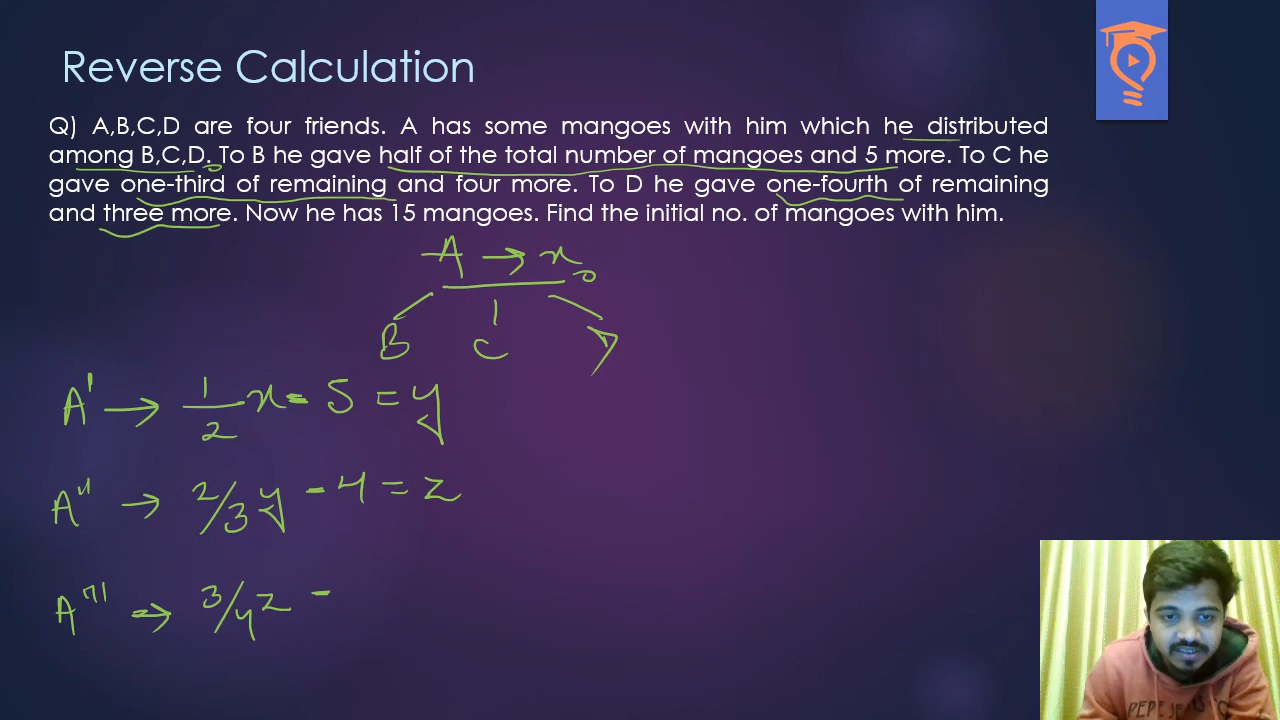 Reverse Calculation
Q) A,B,C,D are four friends. A has some mangoes with him which he distributed
among B,C,D. To B he gave half of the total number of mangoes and 5 more. To C he
gave one-third of remaining and four more. To D he gave one-fourth of remaining
and three more. Now he has 15 mangoes. Find the initial no. of mangoes with him.
A → x
B C D
A' → 1/2 x - 5 = y
A'' → 2/3 y - 4 = z
A''' → 3/4 z -
PEPE JEANS